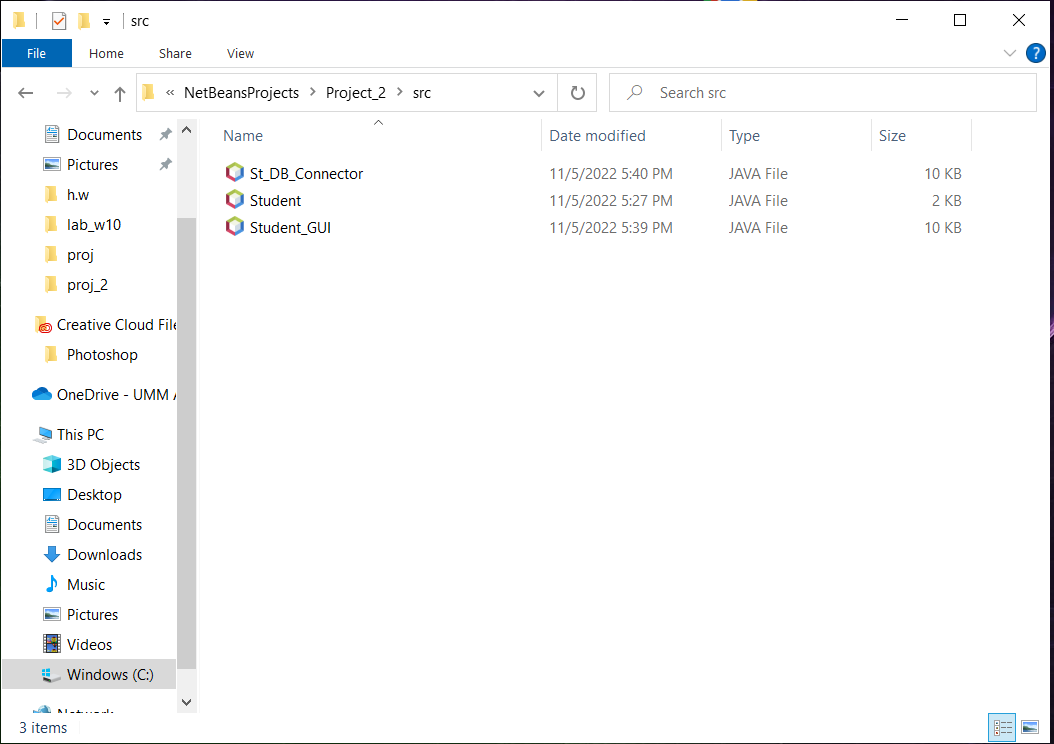 src
File Home Share View
« NetBeansProjects > Project_2 > src Search src
Documents
Pictures
h.w
lab_w10
proj
proj_2
Creative Cloud File
Photoshop
OneDrive - UMM
This PC
3D Objects
Desktop
Documents
Downloads
Music
Pictures
Videos
Windows (C:)
Network
Name Date modified Type Size
St_DB_Connector 11/5/2022 5:40 PM JAVA File 10 KB
Student 11/5/2022 5:27 PM JAVA File 2 KB
Student_GUI 11/5/2022 5:39 PM JAVA File 10 KB
3 items